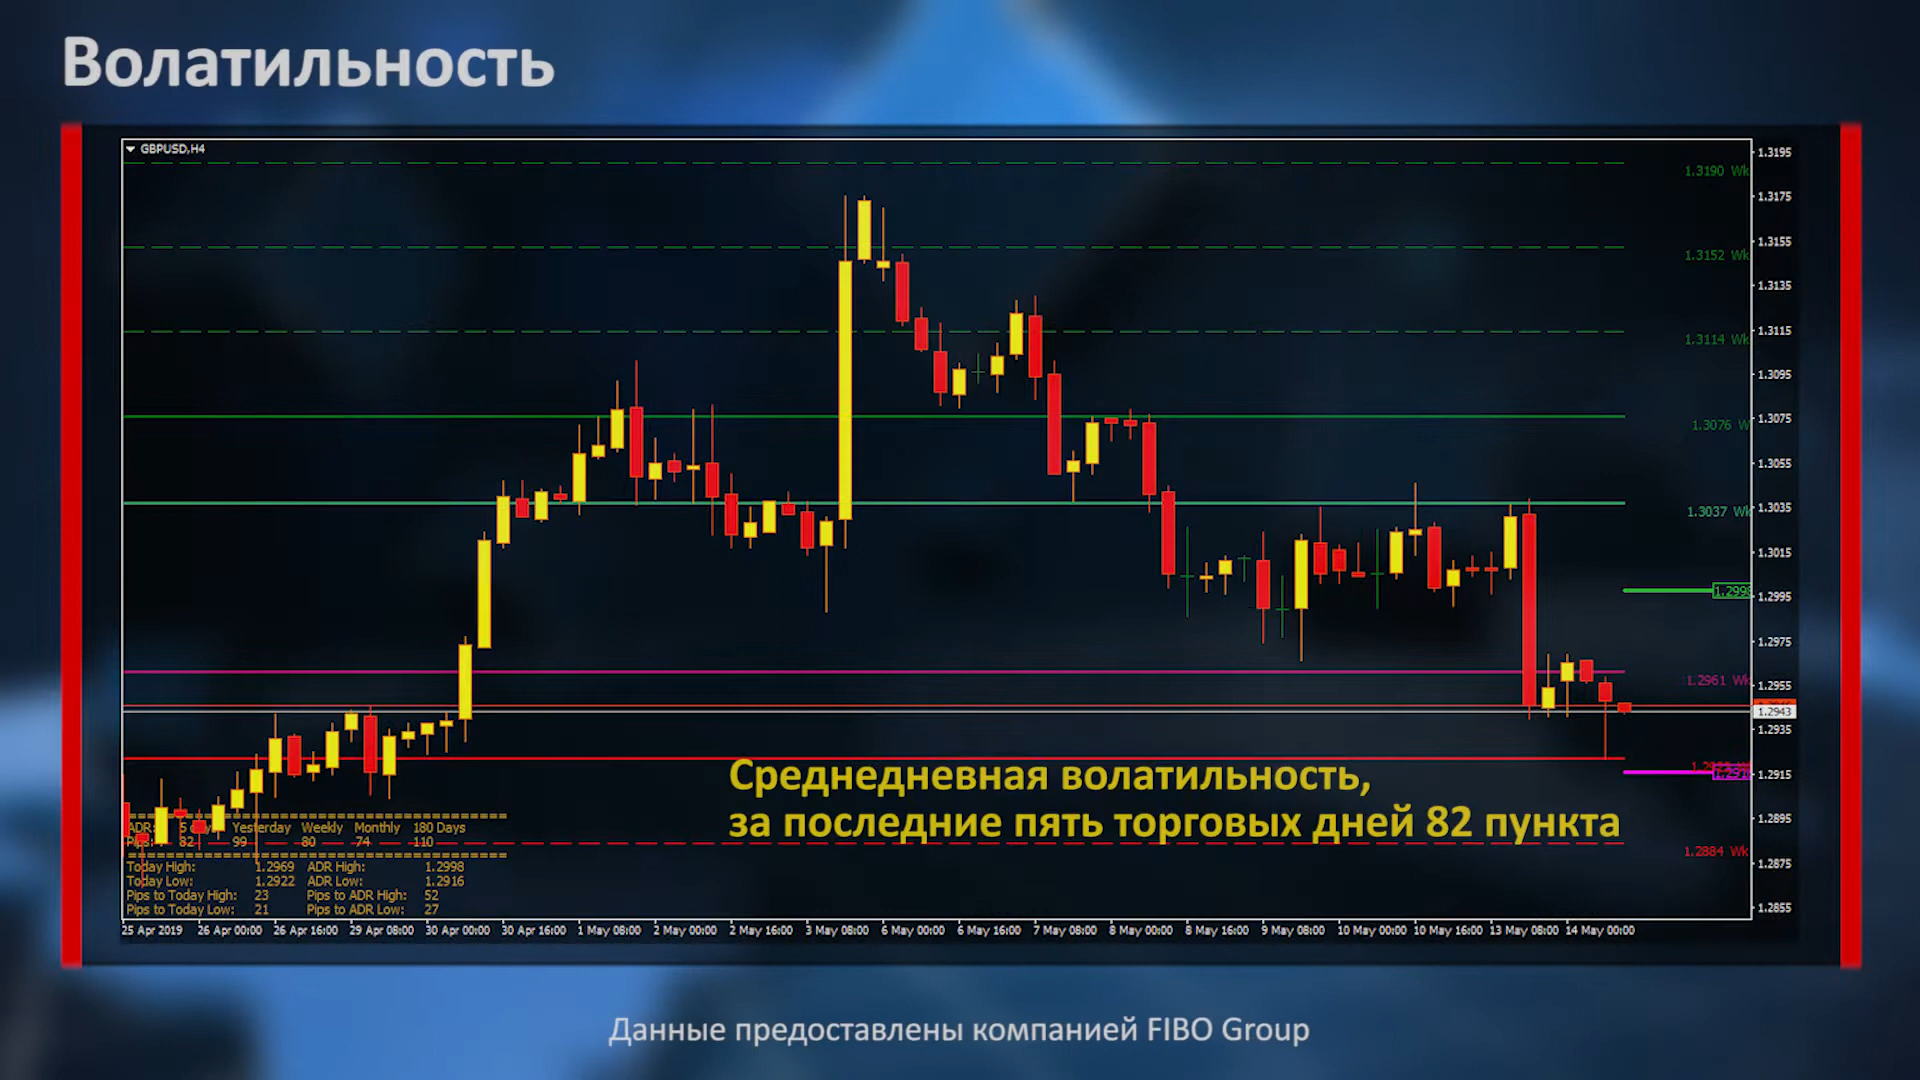 Волатильность
GBPUSD,H4
1.3195
1.3190 Wk
1.3175
1.3155
1.3152 Wk
1.3135
1.3115
1.3114 Wk
1.3095
1.3075
1.3076 W
1.3055
1.3037 Wk
1.3035
1.3015
1.2998
1.2995
1.2975
1.2961 Wk
1.2955
1.2943
1.2935
1.2915
Среднедневная волатильность,
за последние пять торговых дней 82 пункта
1.2895
1.2884 Wk
1.2875
1.2855
ADR: 5 Yesterday Weekly Monthly 180 Days
Pips: 82 99 80 74 110
Today High: 1.2969 ADR High: 1.2998
Today Low: 1.2922 ADR Low: 1.2916
Pips to Today High: 23 Pips to ADR High: 52
Pips to Today Low: 21 Pips to ADR Low: 27
25 Apr 2019 26 Apr 00:00 26 Apr 16:00 29 Apr 08:00 30 Apr 00:00 30 Apr 16:00 1 May 08:00 2 May 00:00 2 May 16:00 3 May 08:00 6 May 00:00 6 May 16:00 7 May 08:00 8 May 00:00 8 May 16:00 9 May 08:00 10 May 00:00 10 May 16:00 13 May 08:00 14 May 00:00
Данные предоставлены компанией FIBO Group